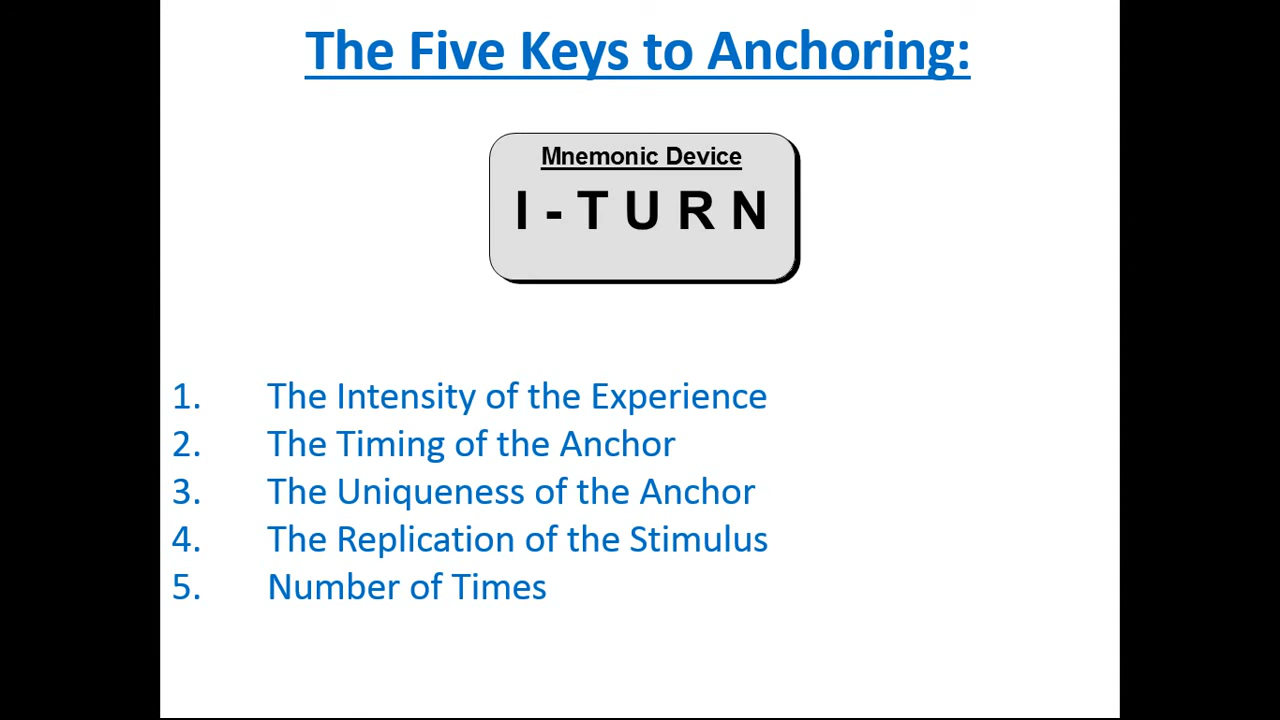 The Five Keys to Anchoring:
Mnemonic Device
I - T U R N
1. The Intensity of the Experience
2. The Timing of the Anchor
3. The Uniqueness of the Anchor
4. The Replication of the Stimulus
5. Number of Times